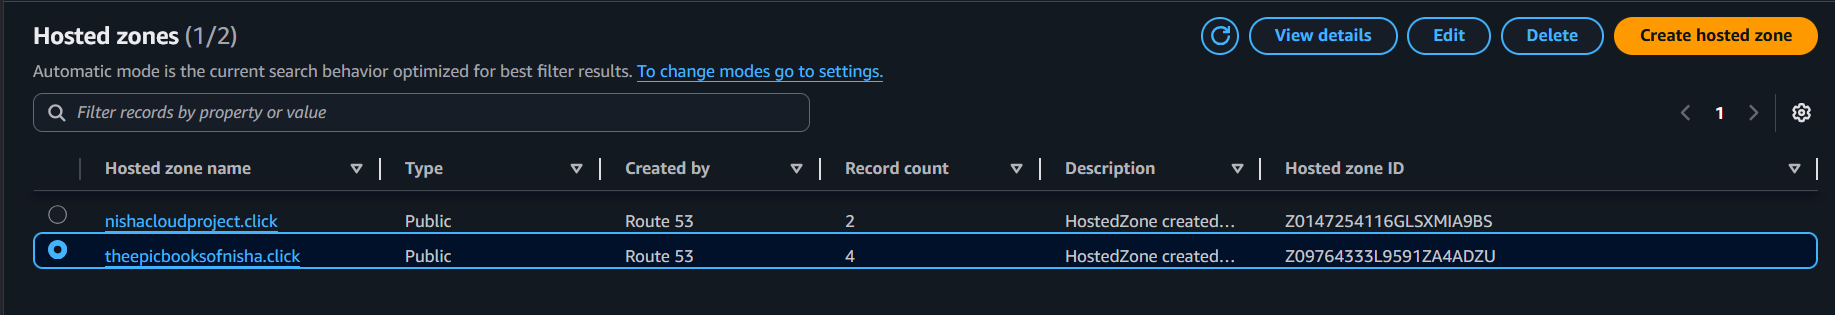 Hosted zones (1/2)
View details
Edit
Delete
Create hosted zone
Automatic mode is the current search behavior optimized for best filter results. To change modes go to settings.
Filter records by property or value
1
Hosted zone name Type Created by Record count Description Hosted zone ID
nishacloudproject.click Public Route 53 2 HostedZone created... Z0147254116GLSXMIA9BS
theepicbooksofnisha.click Public Route 53 4 HostedZone created... Z09764333L9591ZA4ADZU